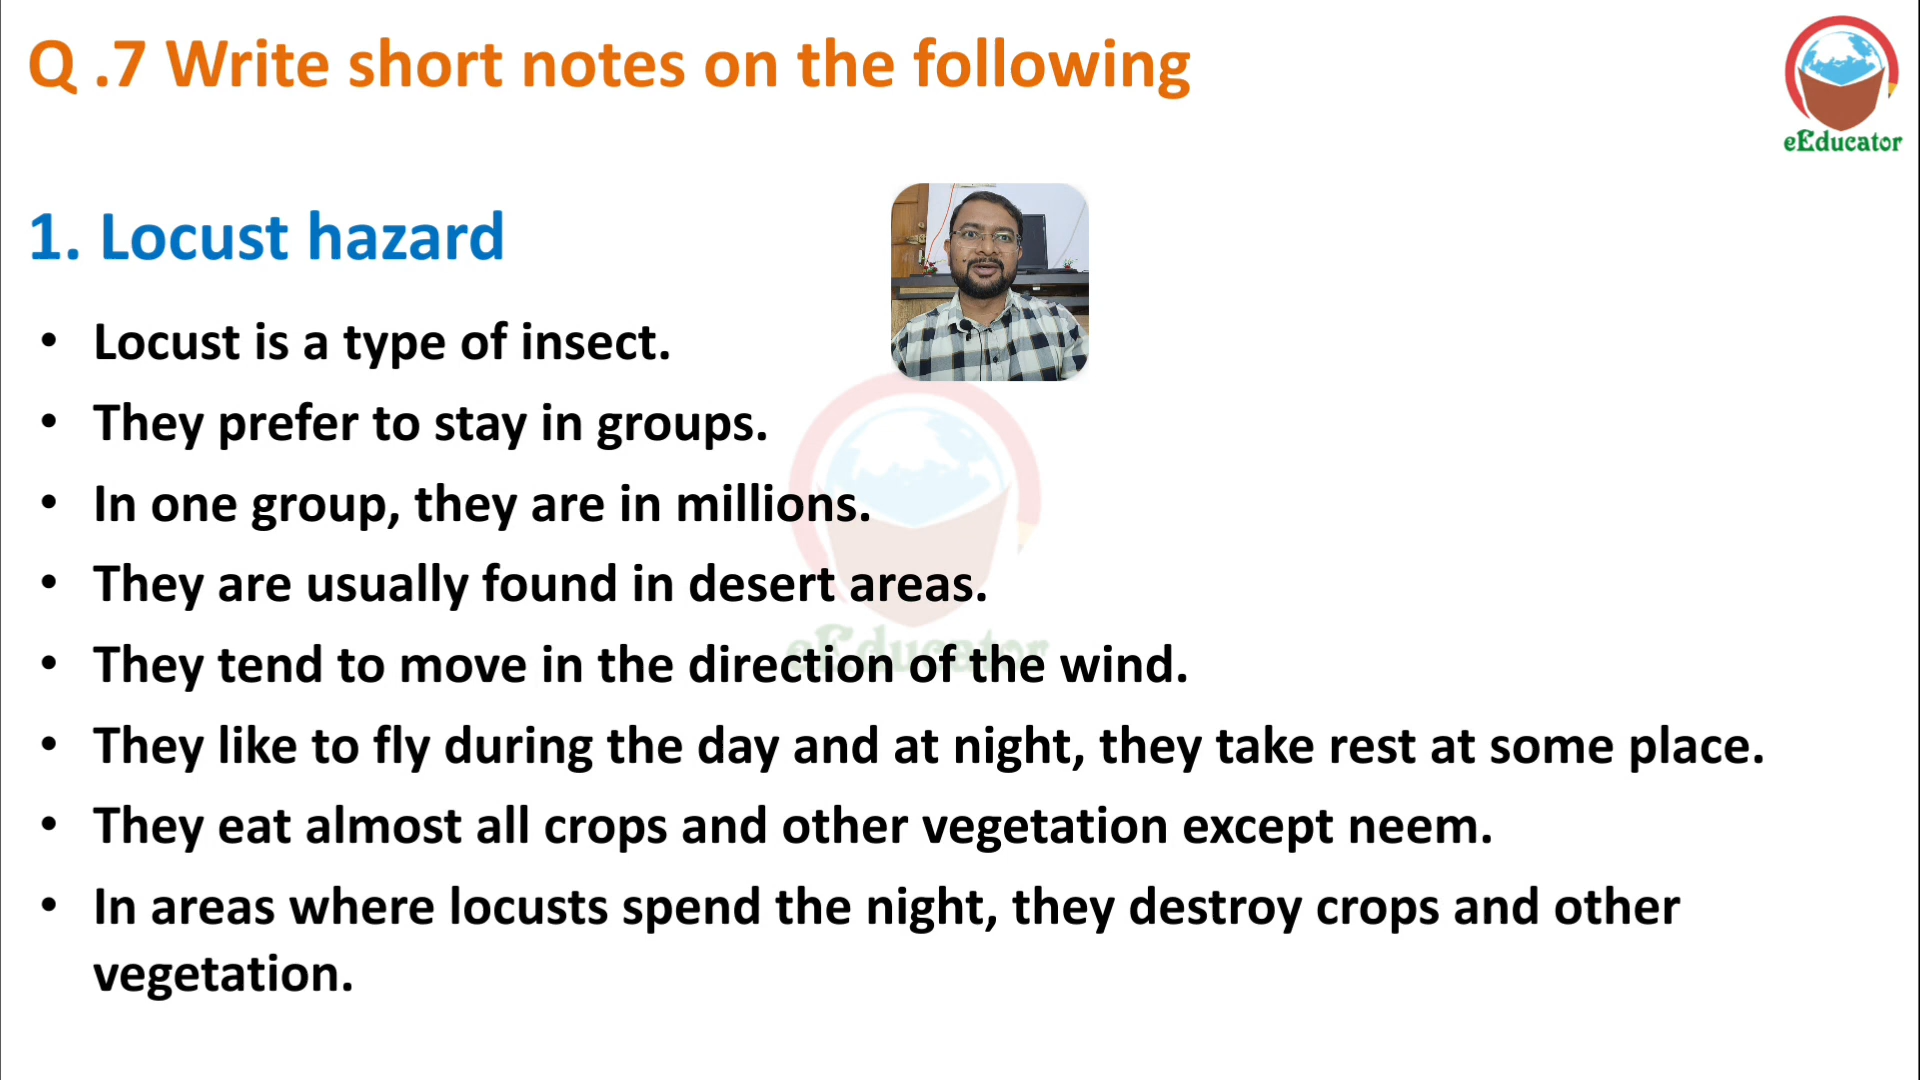 Q .7 Write short notes on the following
eEducator
1. Locust hazard
• Locust is a type of insect.
• They prefer to stay in groups.
• In one group, they are in millions.
• They are usually found in desert areas.
eEducator
• They tend to move in the direction of the wind.
• They like to fly during the day and at night, they take rest at some place.
• They eat almost all crops and other vegetation except neem.
• In areas where locusts spend the night, they destroy crops and other
vegetation.